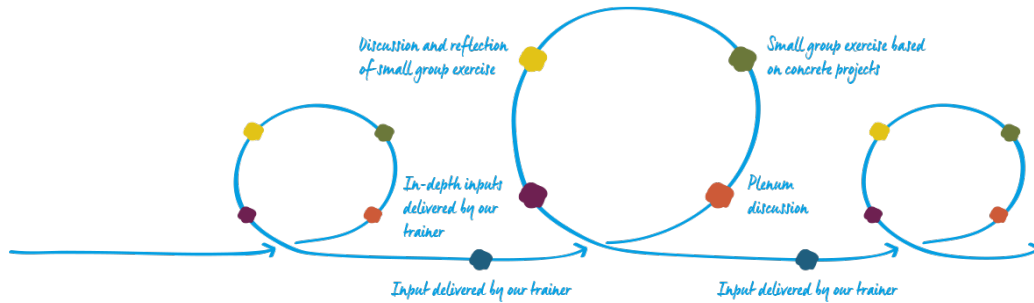 Discussion and reflection
of small group exercise
Small group exercise based
on concrete projects
In-depth inputs
delivered by our
trainer
Plenum
discussion
Input delivered by our trainer
Input delivered by our trainer